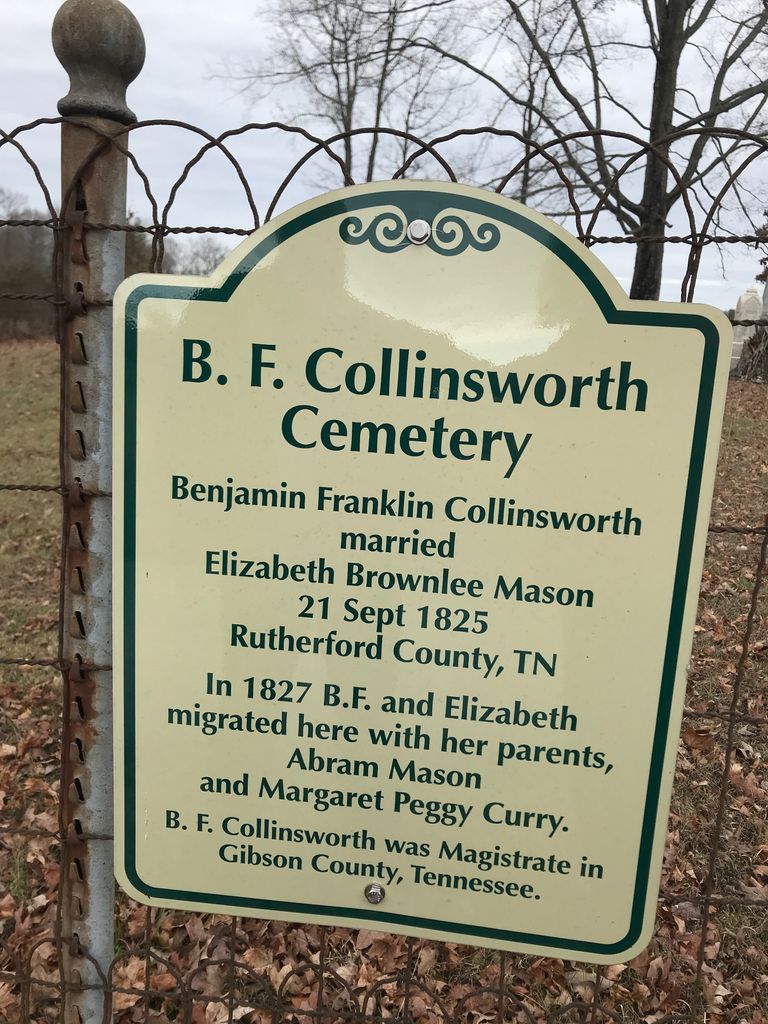 B. F. Collinsworth
Cemetery
Benjamin Franklin Collinsworth
married
Elizabeth Brownlee Mason
21 Sept 1825
Rutherford County, TN
In 1827 B.F. and Elizabeth
migrated here with her parents,
Abram Mason
and Margaret Peggy Curry.
B. F. Collinsworth was Magistrate in
Gibson County, Tennessee.